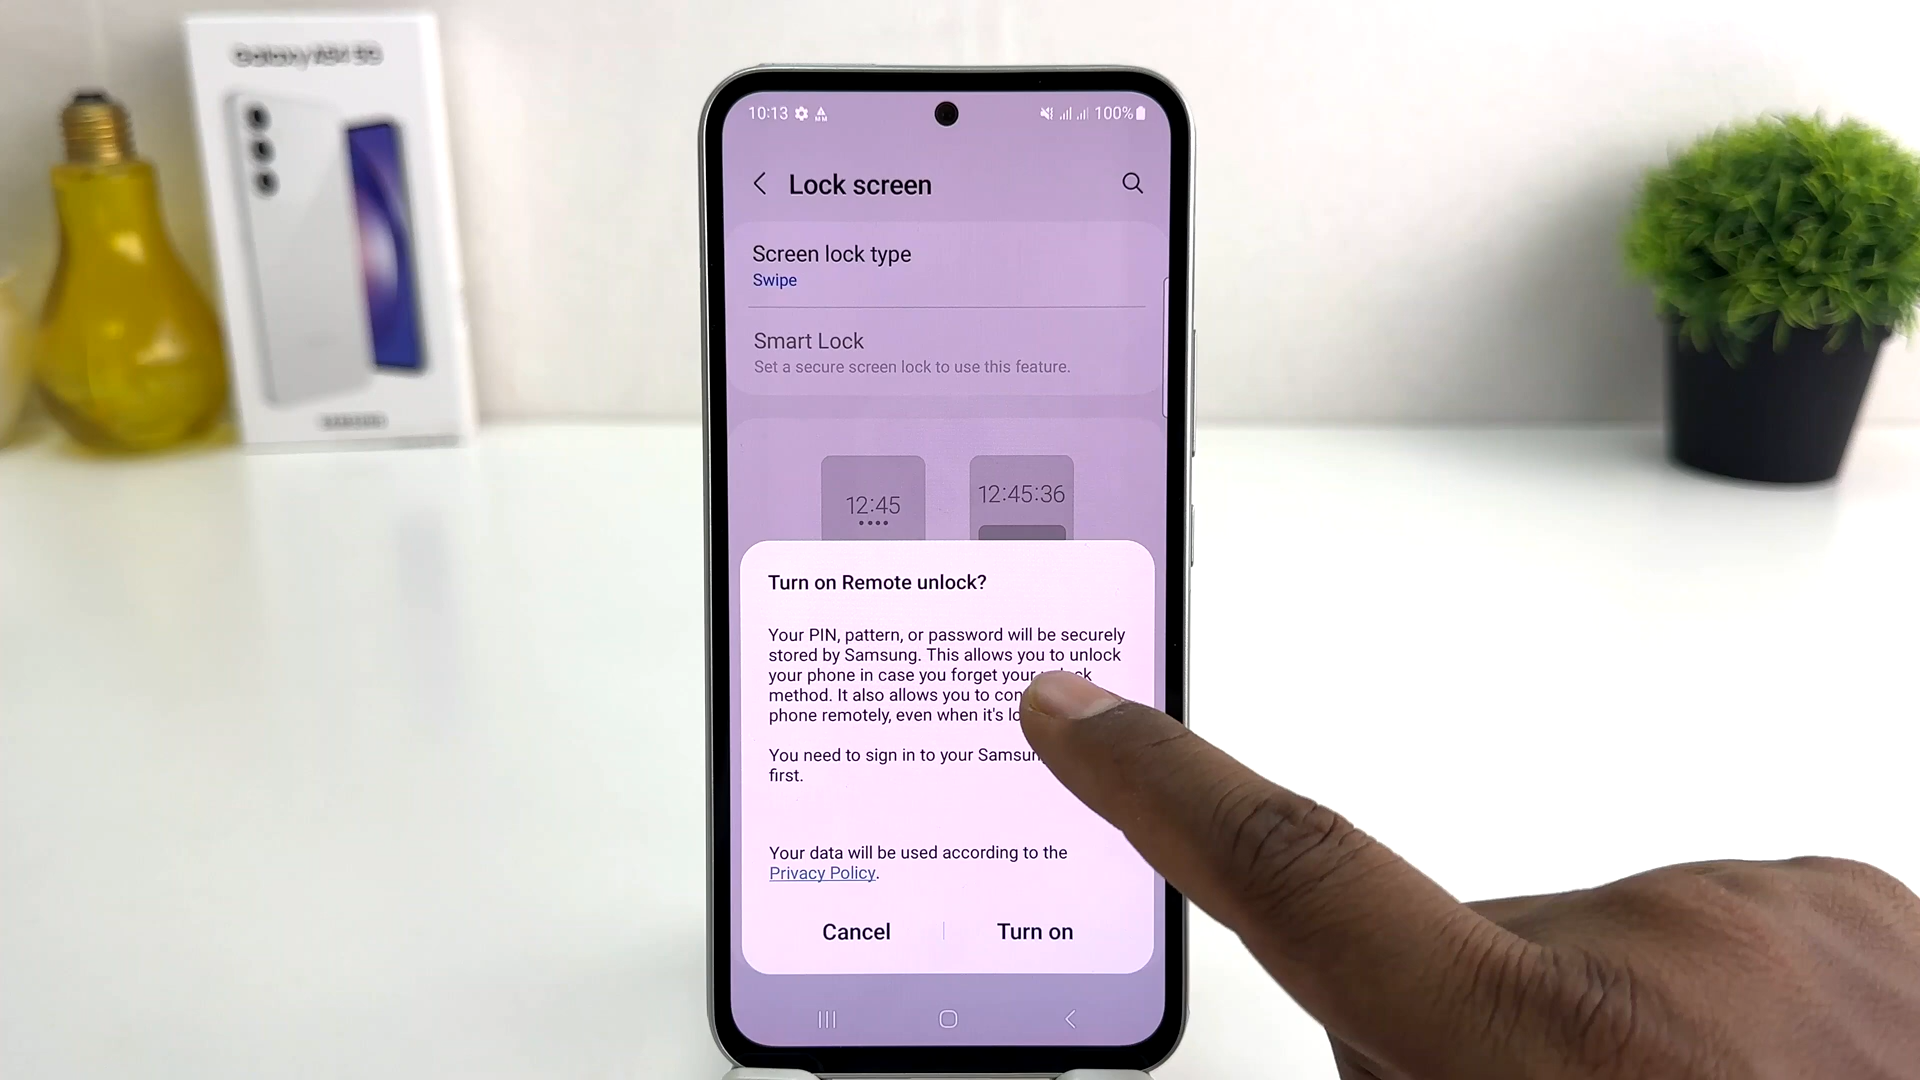 Galaxy A54 5G
SAMSUNG
10:13
100%
Lock screen
Screen lock type
Swipe
Smart Lock
Set a secure screen lock to use this feature.
12:45
12:45:36
Turn on Remote unlock?
Your PIN, pattern, or password will be securely
stored by Samsung. This allows you to unlock
your phone in case you forget your
method. It also allows you to
phone remotely, even when it's
You need to sign in to your
first.
Your data will be used according to the
Privacy Policy.
Cancel
Turn on